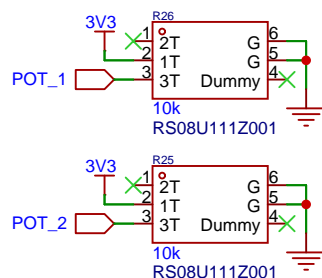 3V3
R26
1 2T G 6
2 1T G 5
POT_1 3 3T Dummy 4
10k
RS08U111Z001
3V3
R25
1 2T G 6
2 1T G 5
POT_2 3 3T Dummy 4
10k
RS08U111Z001